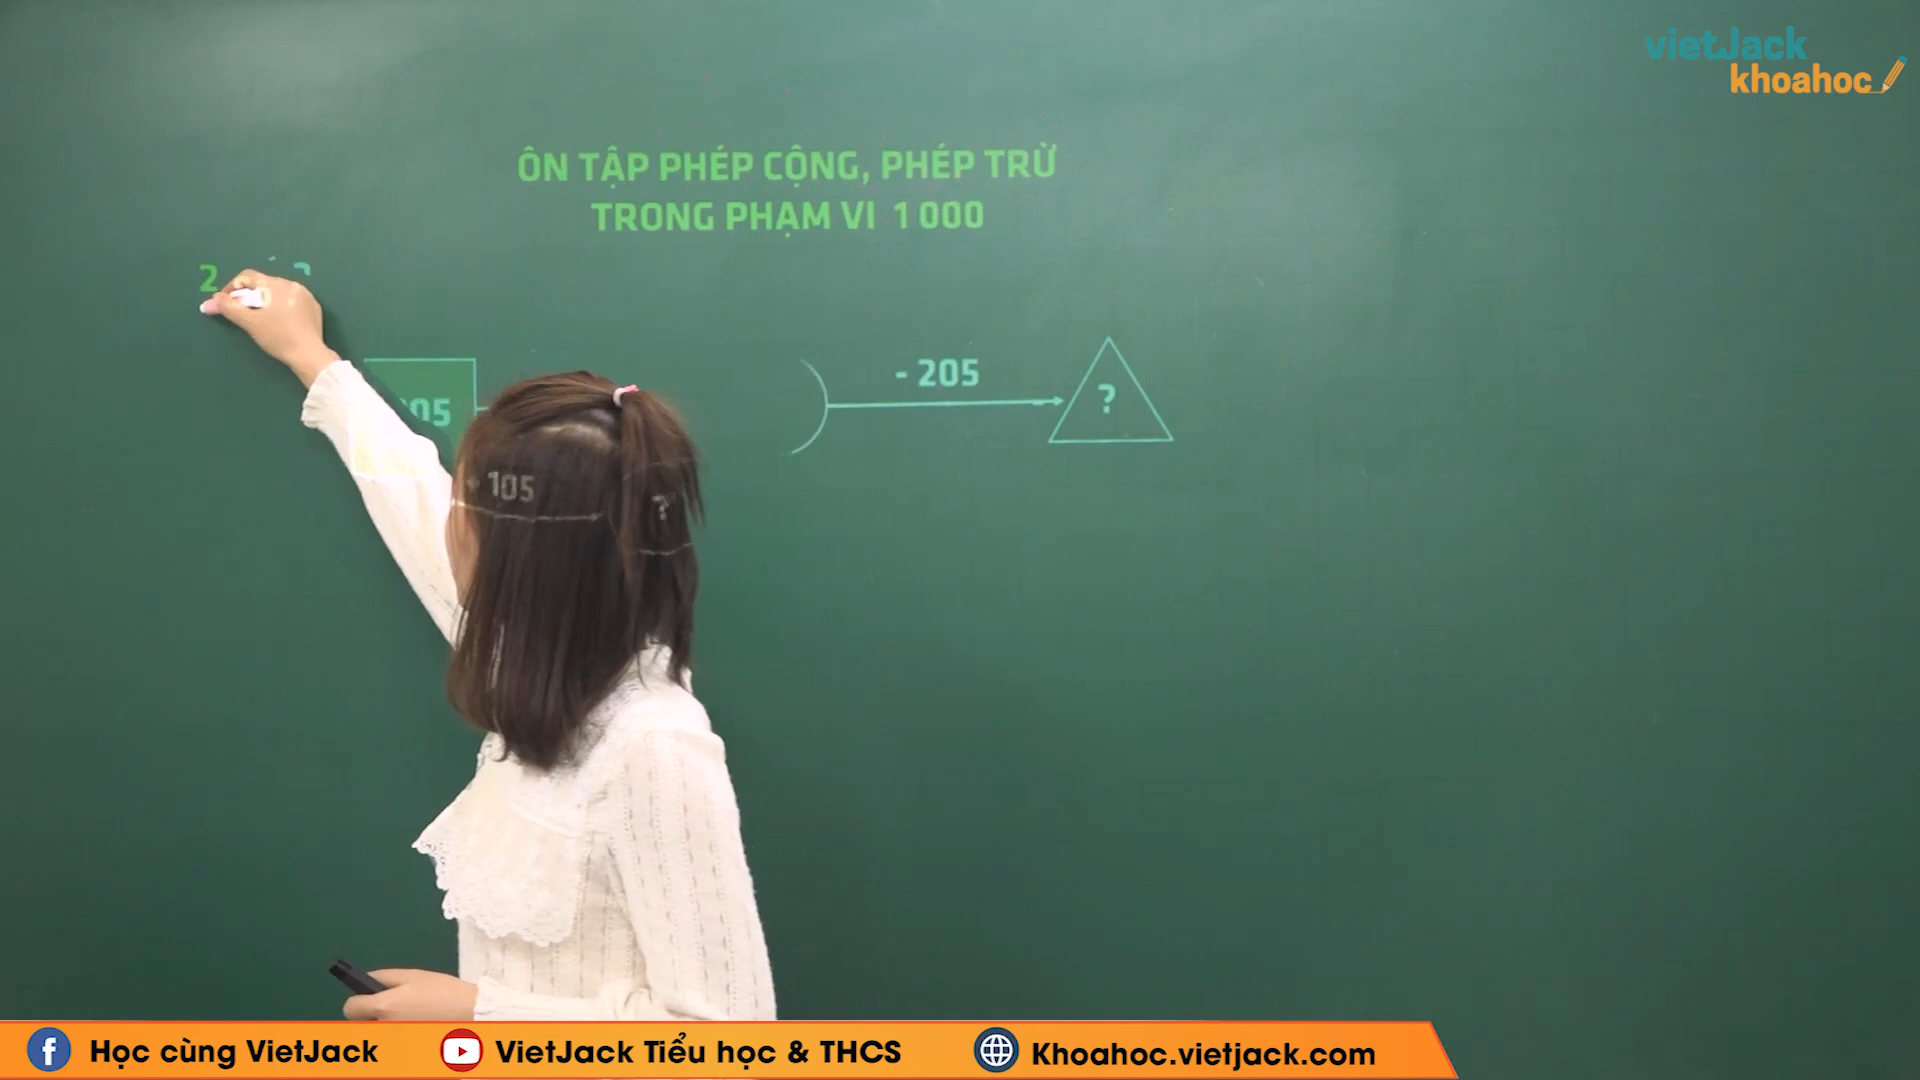 vietJack
khoahoc
ÔN TẬP PHÉP CỘNG, PHÉP TRỪ
TRONG PHẠM VI 1 000
2
- 205
?
+ 105
?
Học cùng VietJack
VietJack Tiểu học & THCS
Khoahoc.vietjack.com